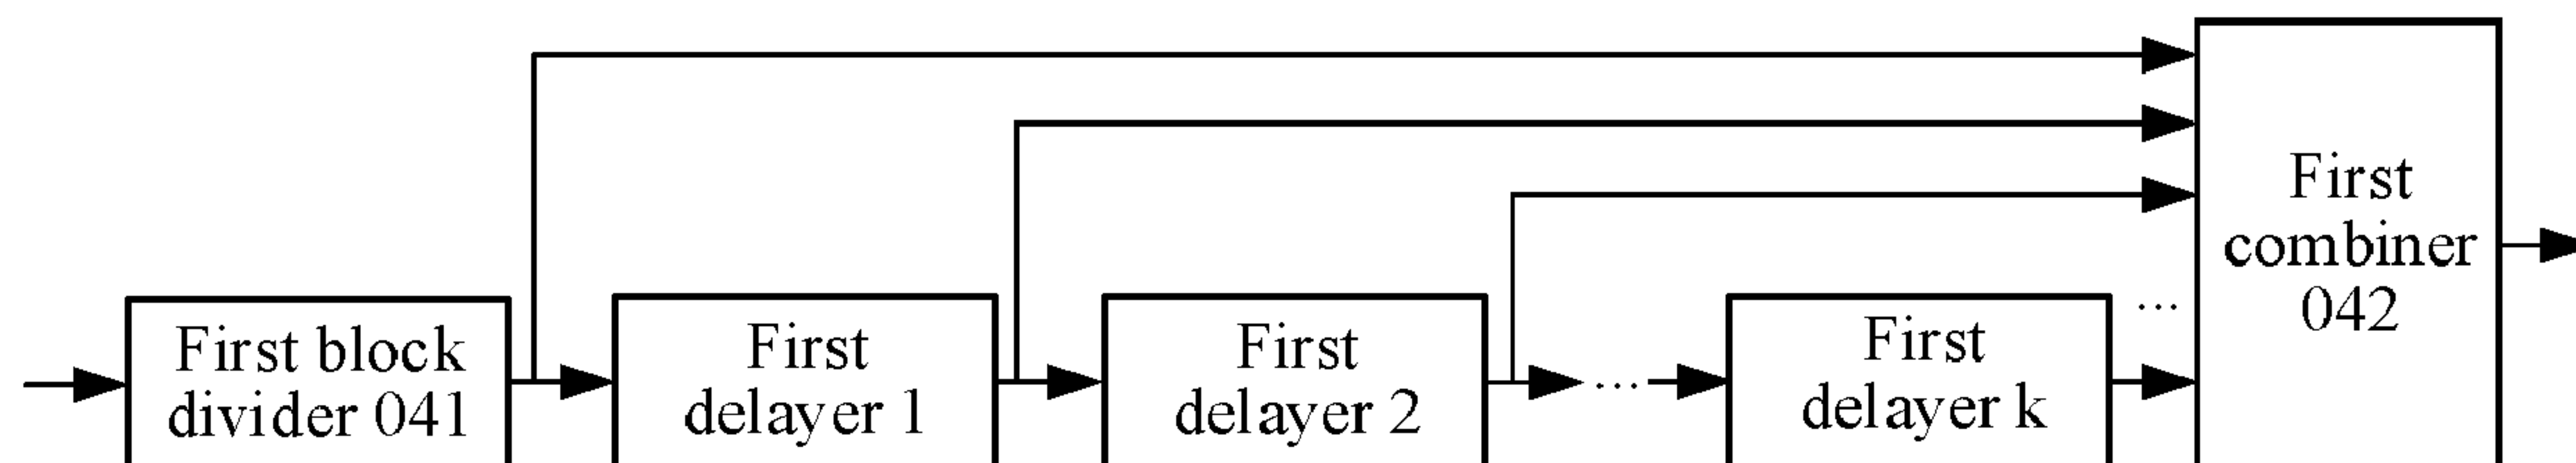 First block
divider 041
First
delayer 1
First
delayer 2
...
First
delayer k
...
First
combiner
042